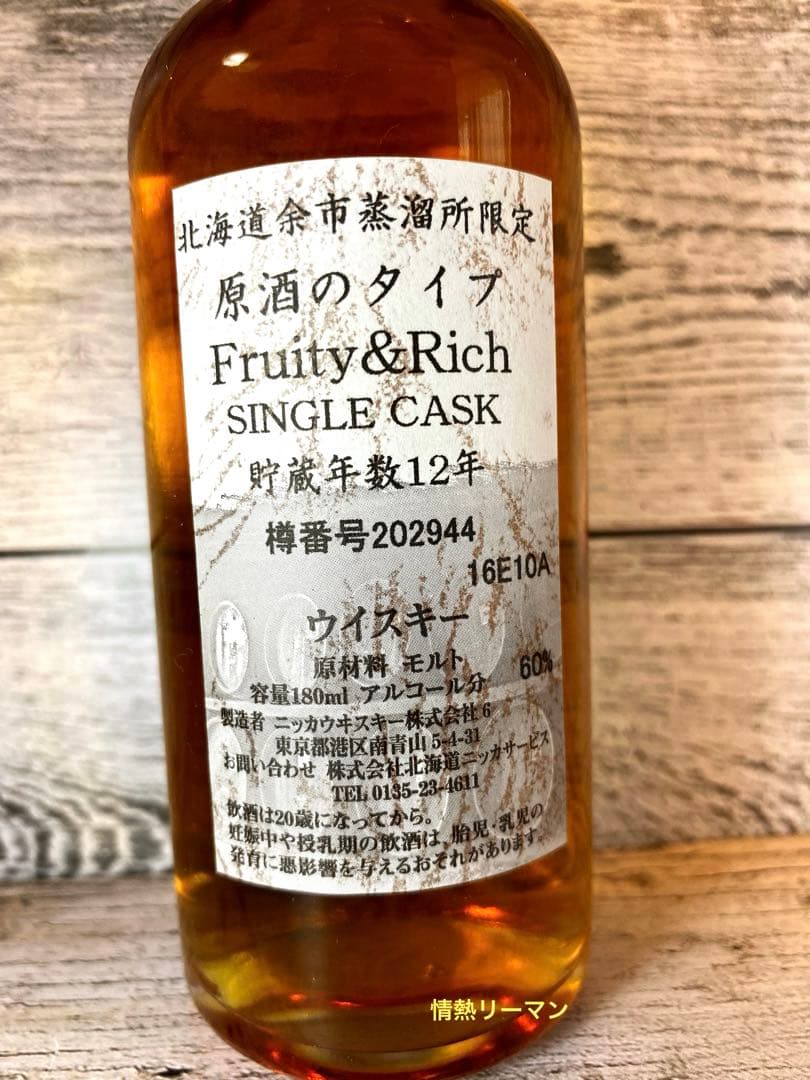 北海道余市蒸溜所限定
原酒のタイプ
Fruity&Rich
SINGLE CASK
貯蔵年数12年
樽番号202944
16E10A
ウイスキー
原材料 モルト
容量180ml アルコール分 60%
製造者 ニッカウヰスキー株式会社 6
東京都港区南青山 5-4-31
お問い合わせ 株式会社北海道ニッカサービス
TEL 0135-23-4611
飲酒は20歳になってから。
妊娠中や授乳期の飲酒は、胎児・乳児の
発育に悪影響を与えるおそれがあります。
情熱リーマン